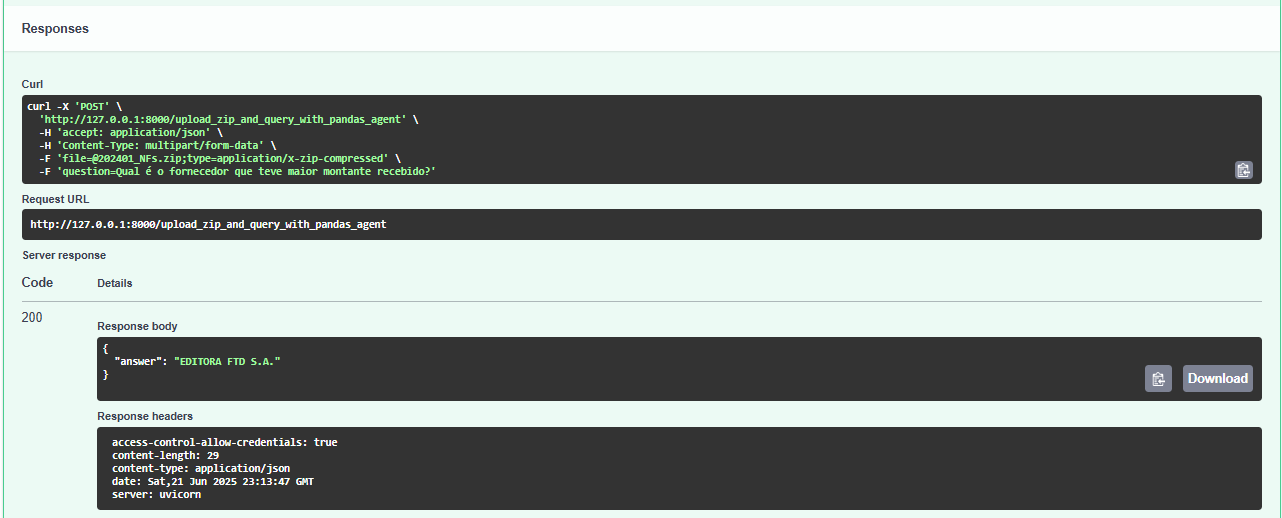 Responses
Curl
curl -X 'POST' \
  'http://127.0.0.1:8000/upload_zip_and_query_with_pandas_agent' \
  -H 'accept: application/json' \
  -H 'Content-Type: multipart/form-data' \
  -F 'file=@202401_NFs.zip;type=application/x-zip-compressed' \
  -F 'question=Qual é o fornecedor que teve maior montante recebido?'
Request URL
http://127.0.0.1:8000/upload_zip_and_query_with_pandas_agent
Server response
Code Details
200
Response body
{
  "answer": "EDITORA FTD S.A."
}
Download
Response headers
access-control-allow-credentials: true
content-length: 29
content-type: application/json
date: Sat,21 Jun 2025 23:13:47 GMT
server: uvicorn